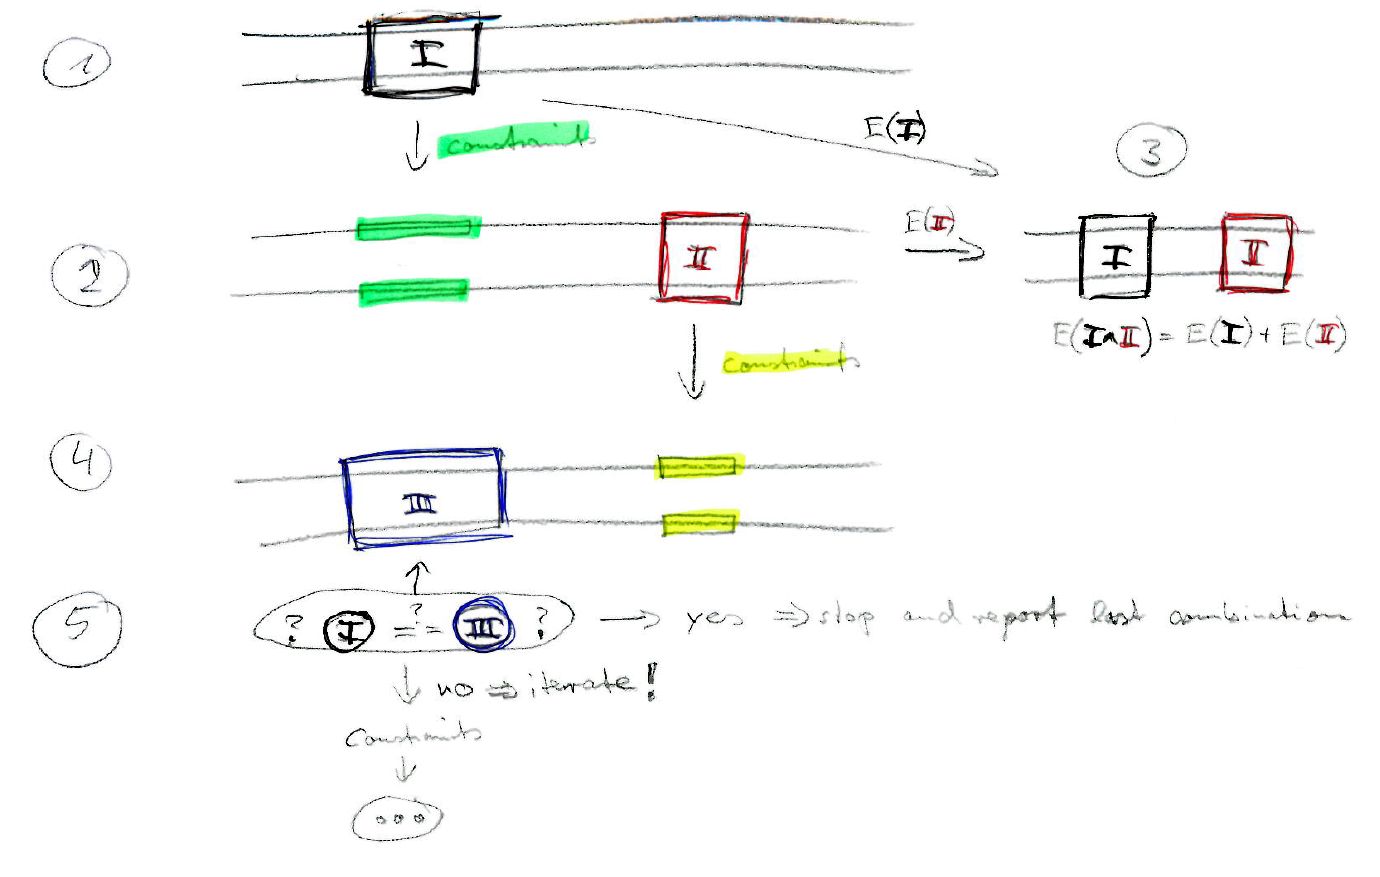 1
I
constraints
E(I)
3
2
II
E(II)
I II
E(I∧II) = E(I) + E(II)
constraints
4
III
5
? I =?= III ? → yes ⇒ stop and report last combination
↓ no ⇒ iterate!
Constraints
...